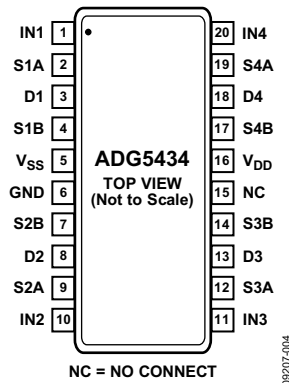 IN1 1 20 IN4
S1A 2 19 S4A
D1 3 18 D4
S1B 4 17 S4B
VSS 5 ADG5434 16 VDD
GND 6 TOP VIEW 15 NC
(Not to Scale)
S2B 7 14 S3B
D2 8 13 D3
S2A 9 12 S3A
IN2 10 11 IN3
NC = NO CONNECT
09207-004